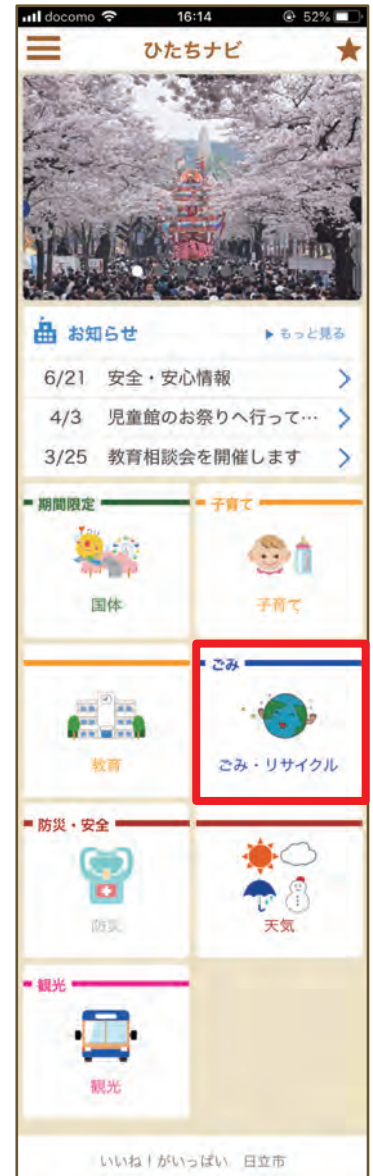 docomo 16:14 52%
ひたちナビ
お知らせ ▶ もっと見る
6/21 安全・安心情報
4/3 児童館のお祭りへ行って…
3/25 教育相談会を開催します
期間限定 子育て
国体 子育て
ごみ
教育 ごみ・リサイクル
防災・安全
防災 天気
観光
観光
いいね！がいっぱい 日立市